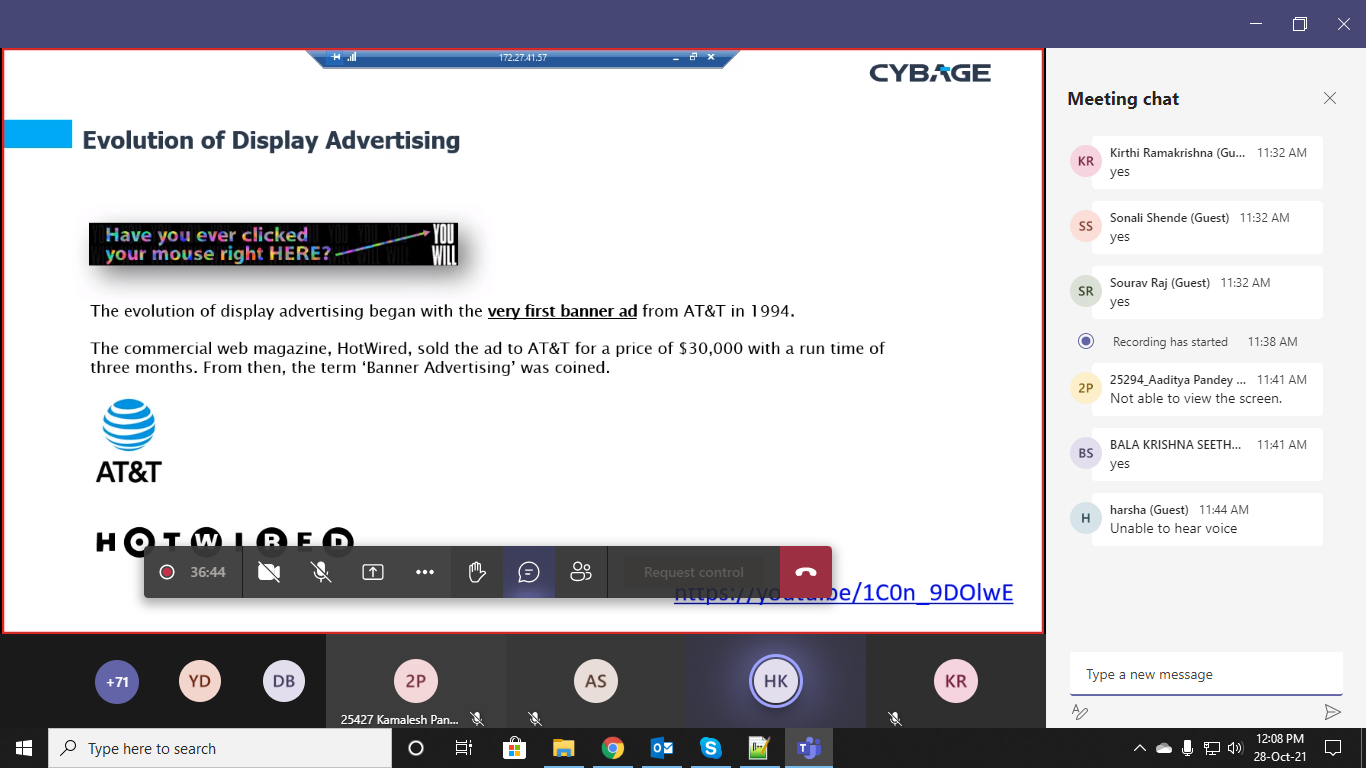 172.27.41.57
CYBAGE
Evolution of Display Advertising
Have you ever clicked
your mouse right HERE?
YOU
WILL
The evolution of display advertising began with the very first banner ad from AT&T in 1994.
The commercial web magazine, HotWired, sold the ad to AT&T for a price of $30,000 with a run time of
three months. From then, the term ‘Banner Advertising’ was coined.
AT&T
HOTWIRED
36:44
Request control
https://youtu.be/1C0n_9DOlwE
+71
YD
DB
2P
25427 Kamalesh Pan...
AS
HK
KR
Meeting chat
KR
Kirthi Ramakrishna (Gu... 11:32 AM
yes
SS
Sonali Shende (Guest) 11:32 AM
yes
SR
Sourav Raj (Guest) 11:32 AM
yes
Recording has started 11:38 AM
2P
25294_Aaditya Pandey ... 11:41 AM
Not able to view the screen.
BS
BALA KRISHNA SEETH... 11:41 AM
yes
H
harsha (Guest) 11:44 AM
Unable to hear voice
Type a new message
Type here to search
12:08 PM
28-Oct-21